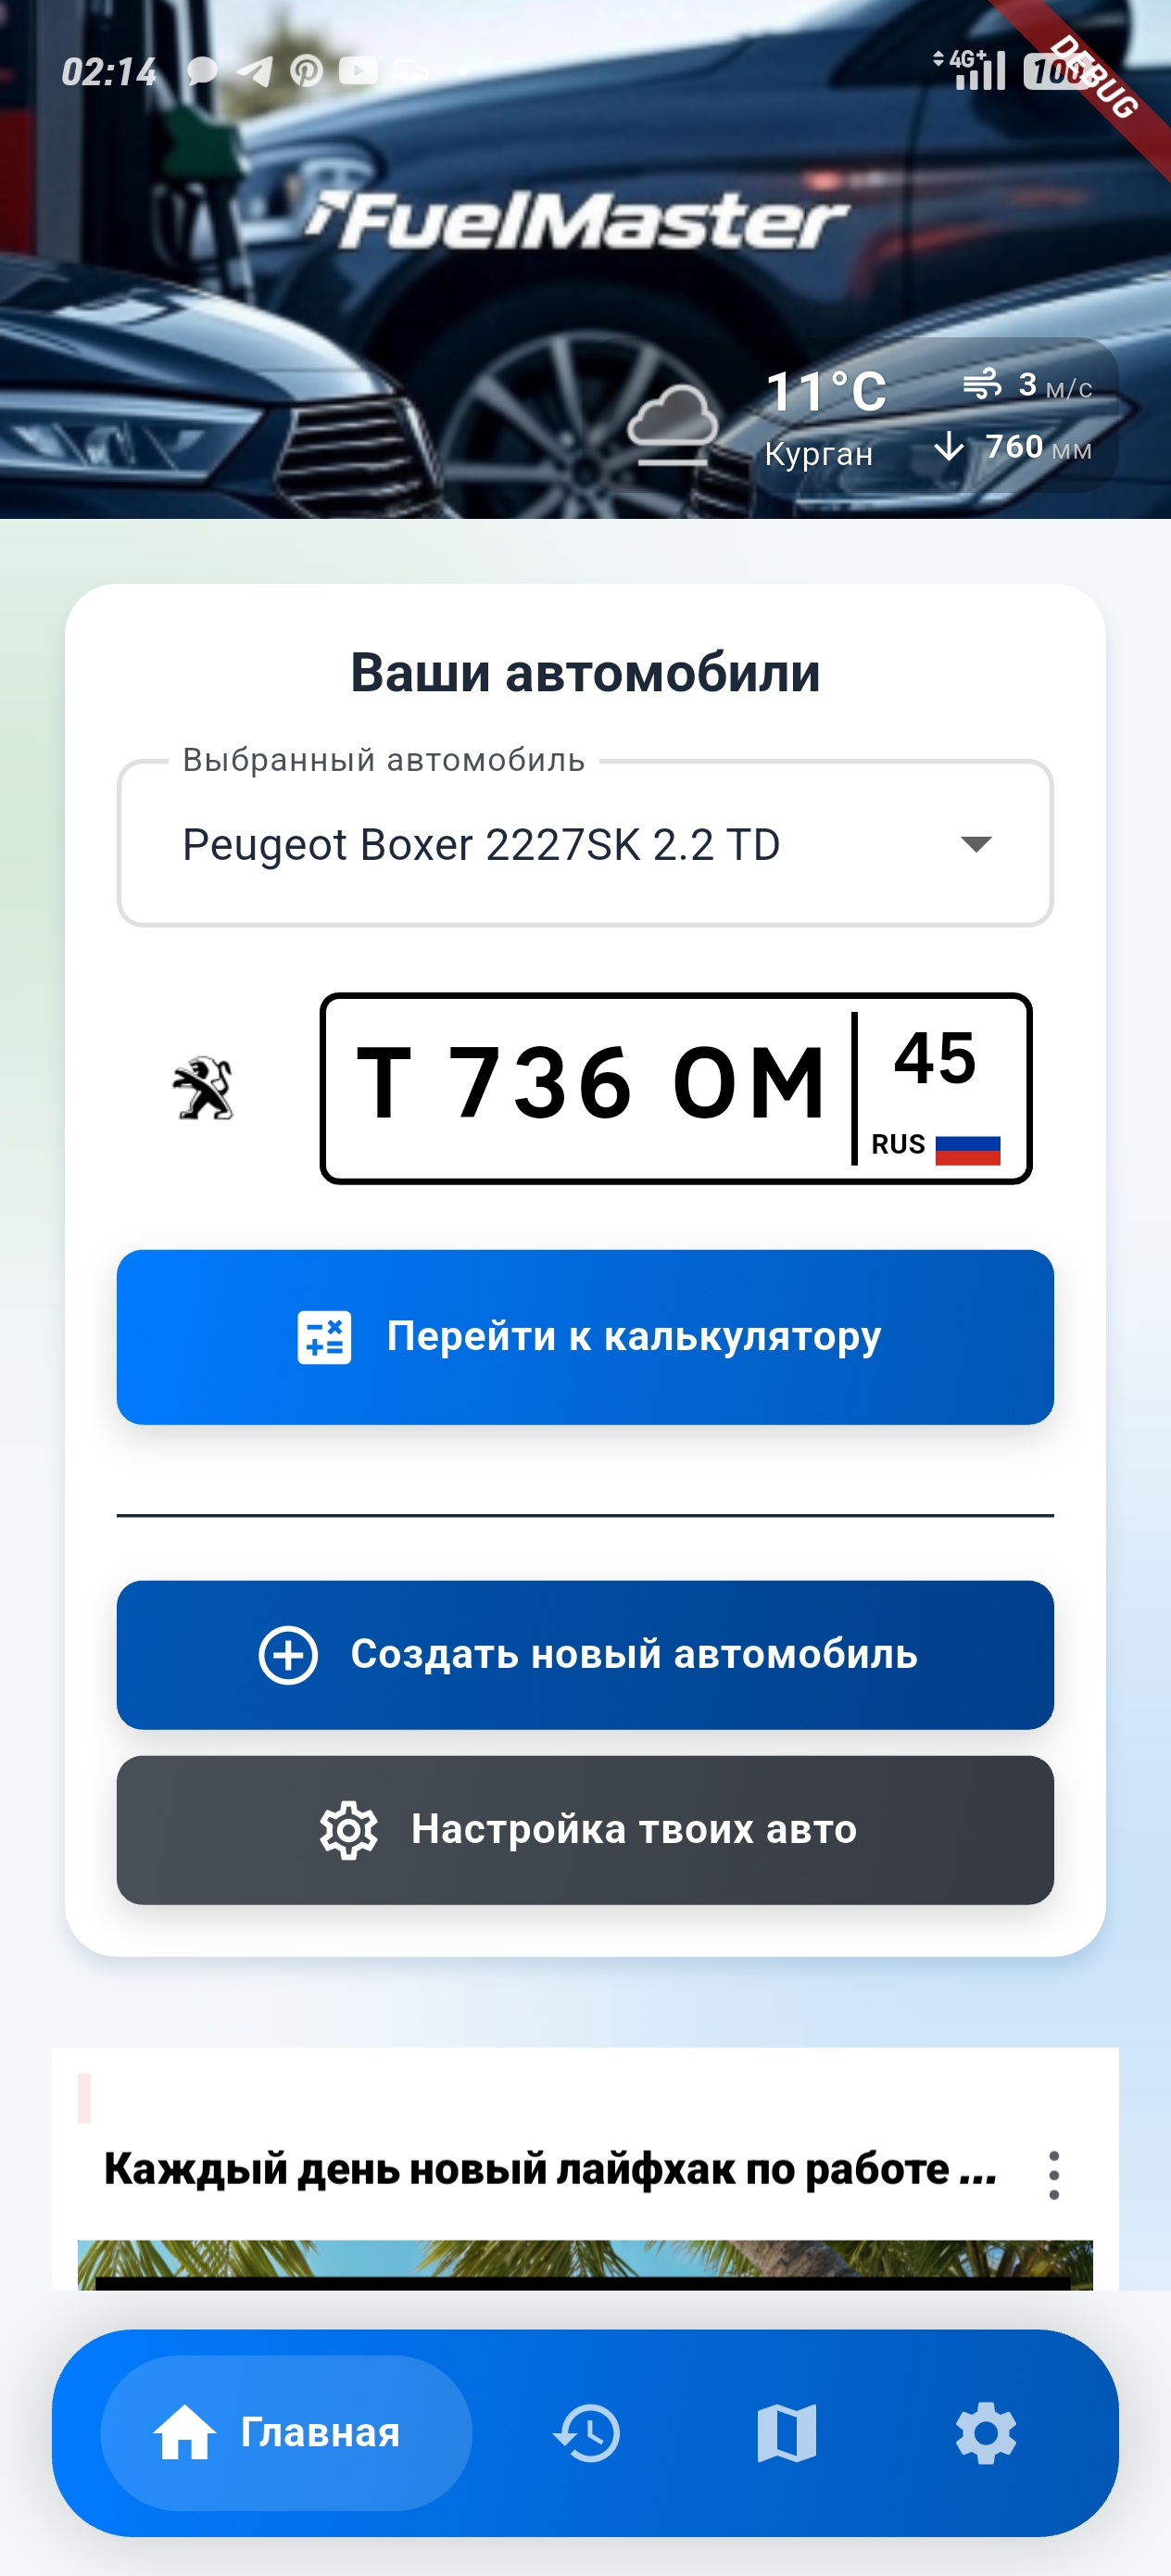 02:14
4G+
100
DEBUG
FuelMaster
11°C
3 м/с
Курган
760 мм
Ваши автомобили
Выбранный автомобиль
Peugeot Boxer 2227SK 2.2 TD
Т 736 ОМ
45
RUS
Перейти к калькулятору
Создать новый автомобиль
Настройка твоих авто
Каждый день новый лайфхак по работе ...
Главная